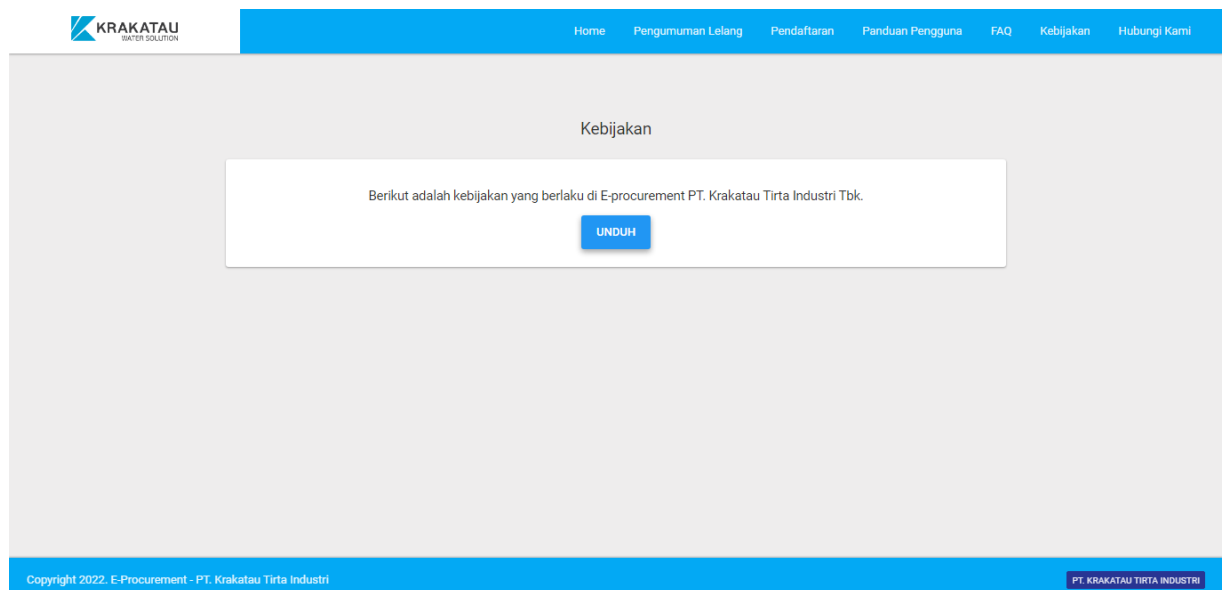 KRAKATAU
WATER SOLUTION
Home Pengumuman Lelang Pendaftaran Panduan Pengguna FAQ Kebijakan Hubungi Kami
Kebijakan
Berikut adalah kebijakan yang berlaku di E-procurement PT. Krakatau Tirta Industri Tbk.
UNDUH
Copyright 2022. E-Procurement - PT. Krakatau Tirta Industri
PT. KRAKATAU TIRTA INDUSTRI